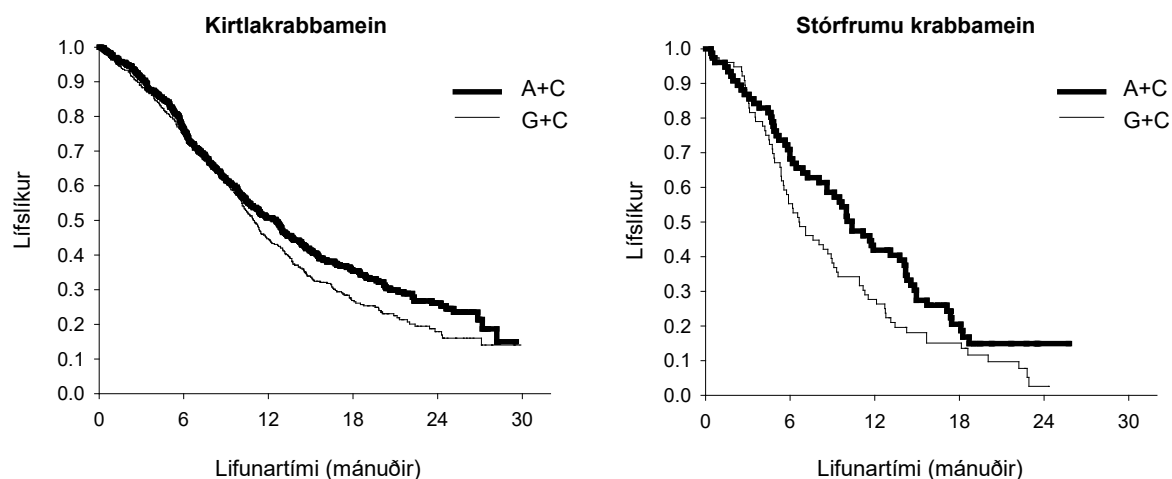 Kirtlakrabbamein
1.0
0.9
0.8
0.7
0.6
0.5
0.4
0.3
0.2
0.1
0.0
Lífslíkur
A+C
G+C
0 6 12 18 24 30
Lifunartími (mánuðir)
Stórfrumu krabbamein
1.0
0.9
0.8
0.7
0.6
0.5
0.4
0.3
0.2
0.1
0.0
Lífslíkur
A+C
G+C
0 6 12 18 24 30
Lifunartími (mánuðir)